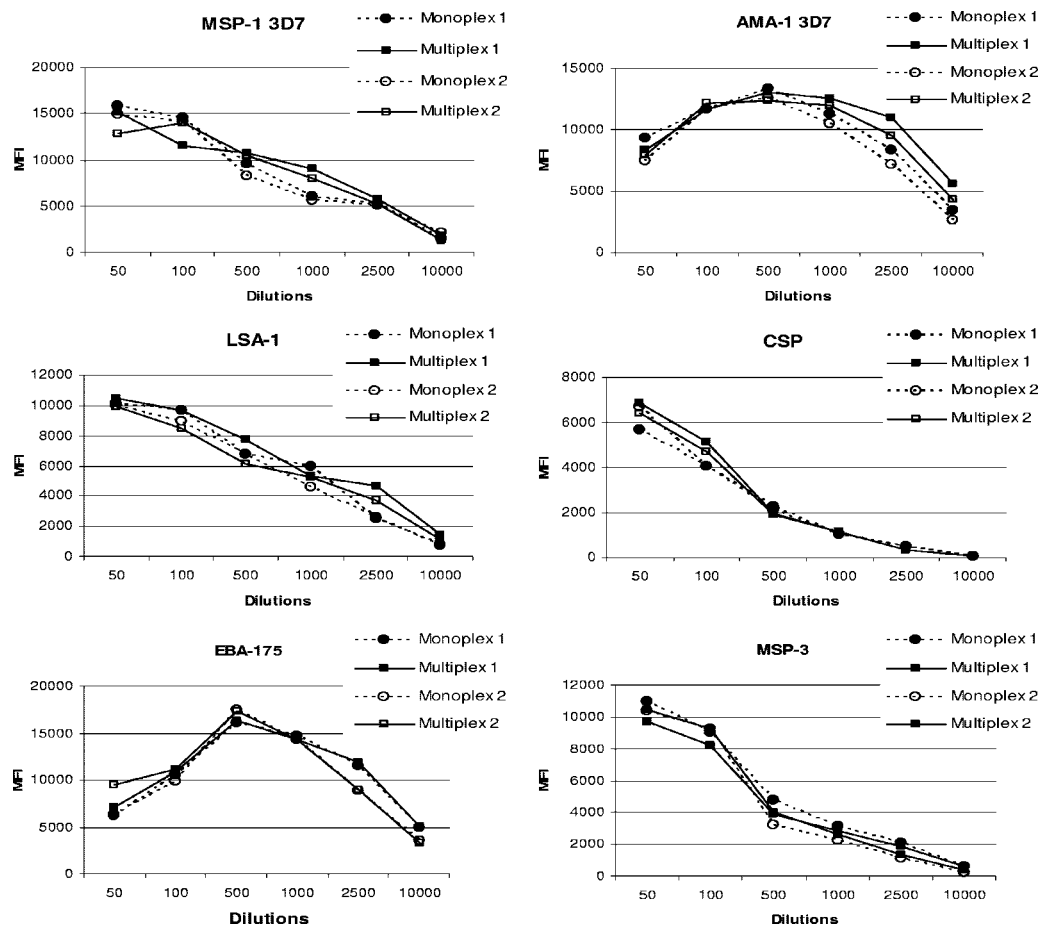 MSP-1 3D7
Monoplex 1
Multiplex 1
Monoplex 2
Multiplex 2
MFI
20000
15000
10000
5000
0
50 100 500 1000 2500 10000
Dilutions
AMA-1 3D7
Monoplex 1
Multiplex 1
Monoplex 2
Multiplex 2
MFI
15000
10000
5000
0
50 100 500 1000 2500 10000
Dilutions
LSA-1
Monoplex 1
Multiplex 1
Monoplex 2
Multiplex 2
MFI
12000
10000
8000
6000
4000
2000
0
50 100 500 1000 2500 10000
Dilutions
CSP
Monoplex 1
Multiplex 1
Monoplex 2
Multiplex 2
MFI
8000
6000
4000
2000
0
50 100 500 1000 2500 10000
Dilutions
EBA-175
Monoplex 1
Multiplex 1
Monoplex 2
Multiplex 2
MFI
20000
15000
10000
5000
0
50 100 500 1000 2500 10000
Dilutions
MSP-3
Monoplex 1
Multiplex 1
Monoplex 2
Multiplex 2
MFI
12000
10000
8000
6000
4000
2000
0
50 100 500 1000 2500 10000
Dilutions